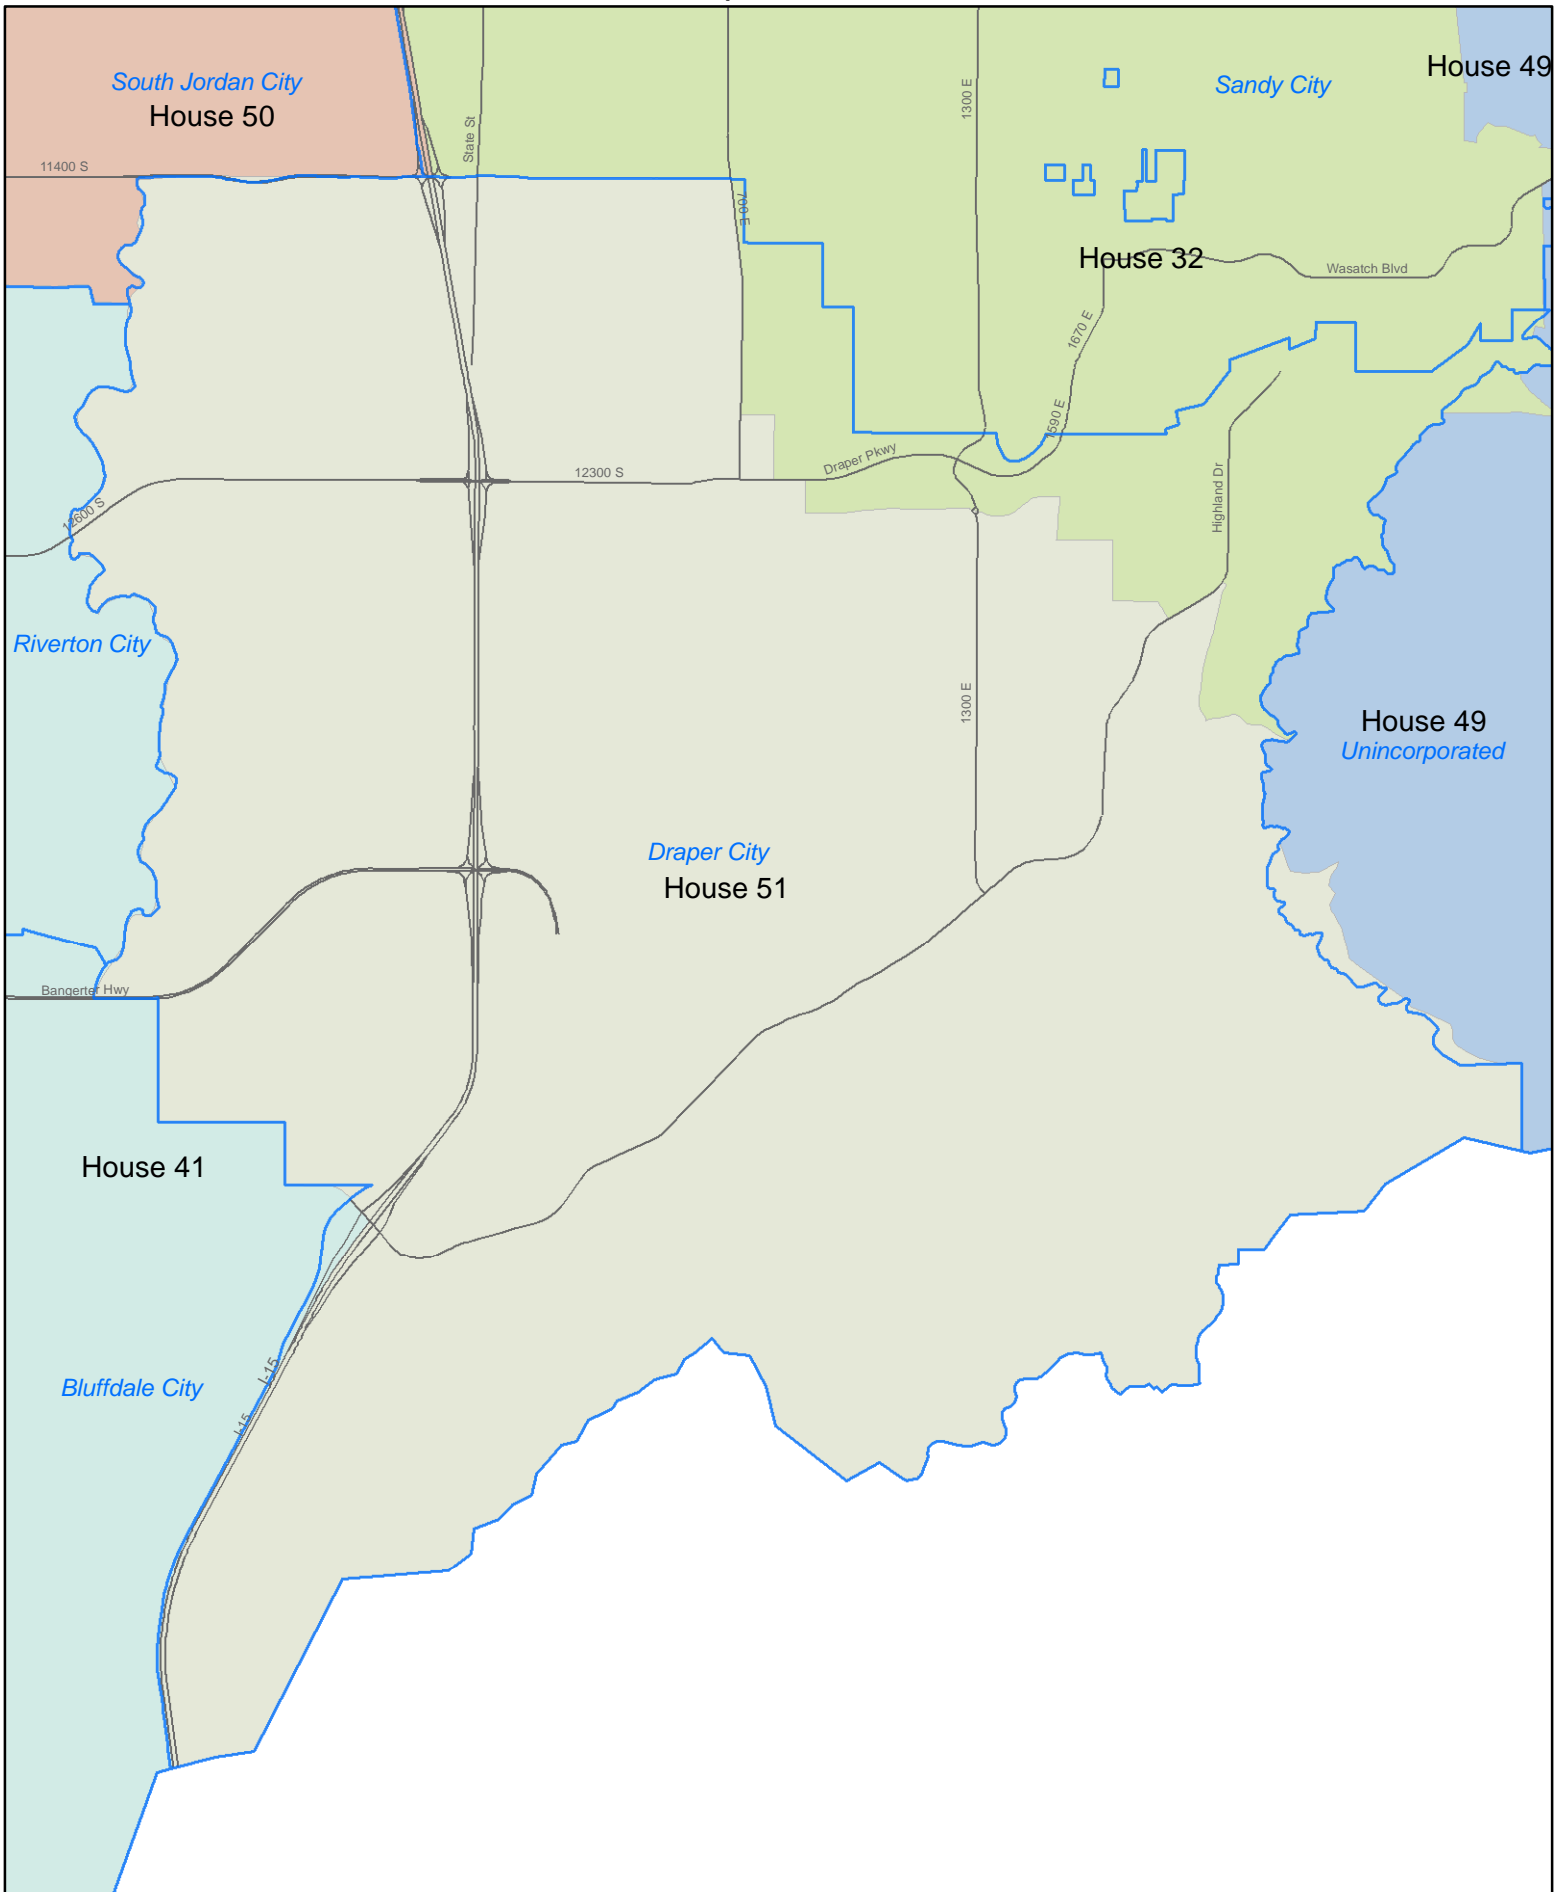 South Jordan City
House 50
Sandy City
House 49
11400 S
State St
1300 E
700 E
House 32
Wasatch Blvd
1670 E
1590 E
Draper Pkwy
12300 S
12600 S
Highland Dr
Riverton City
1300 E
House 49
Unincorporated
Draper City
House 51
Bangerter Hwy
House 41
I-15
Bluffdale City
I-15